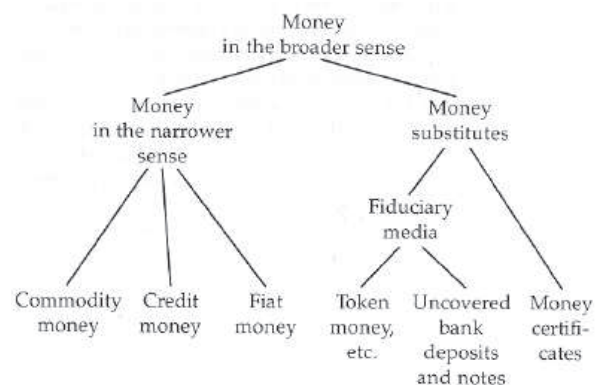 Money
in the broader sense
Money
in the narrower
sense
Money
substitutes
Fiduciary
media
Commodity
money
Credit
money
Fiat
money
Token
money,
etc.
Uncovered
bank
deposits
and notes
Money
certifi-
cates